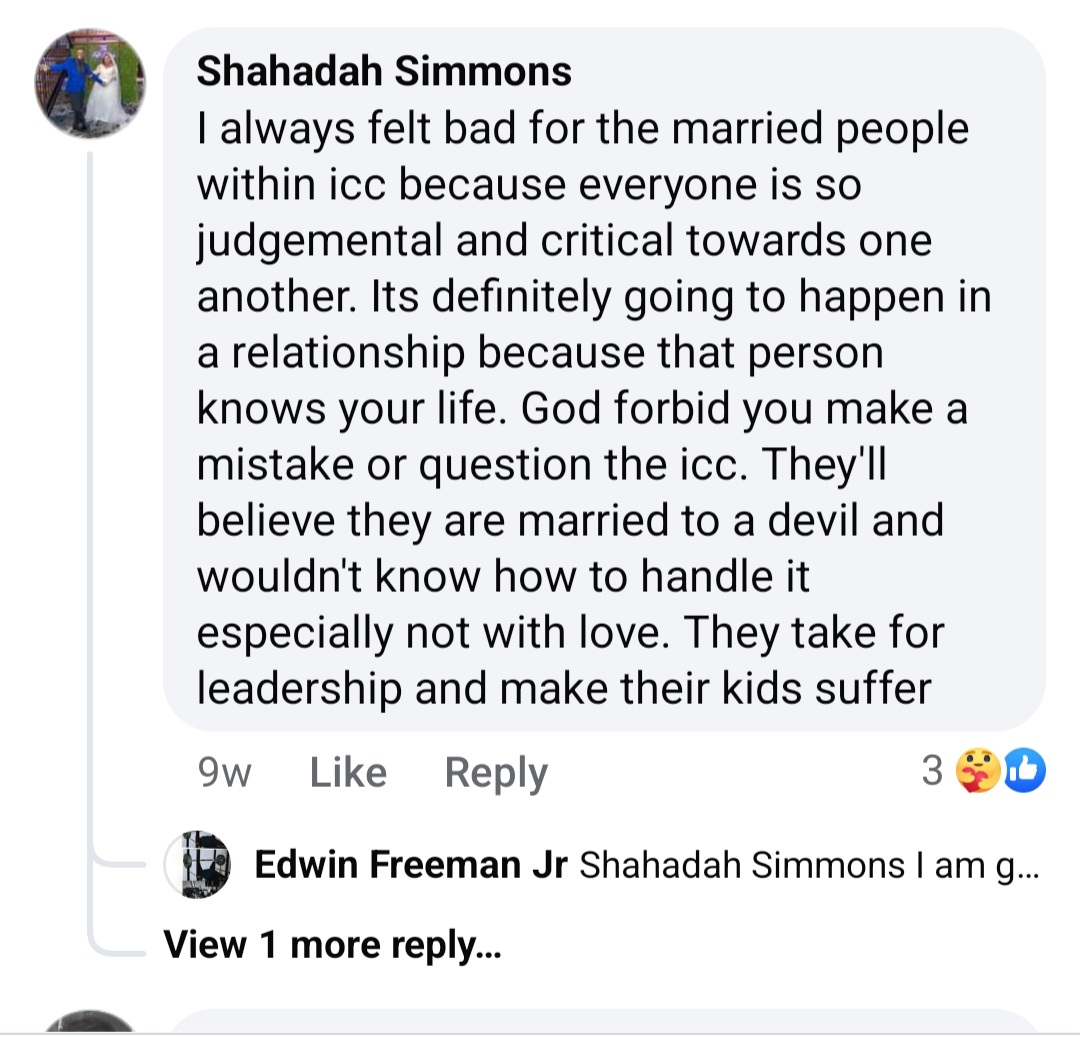 Shahadah Simmons
I always felt bad for the married people
within icc because everyone is so
judgemental and critical towards one
another. Its definitely going to happen in
a relationship because that person
knows your life. God forbid you make a
mistake or question the icc. They'll
believe they are married to a devil and
wouldn't know how to handle it
especially not with love. They take for
leadership and make their kids suffer
9w Like Reply 3
Edwin Freeman Jr Shahadah Simmons I am g...
View 1 more reply...